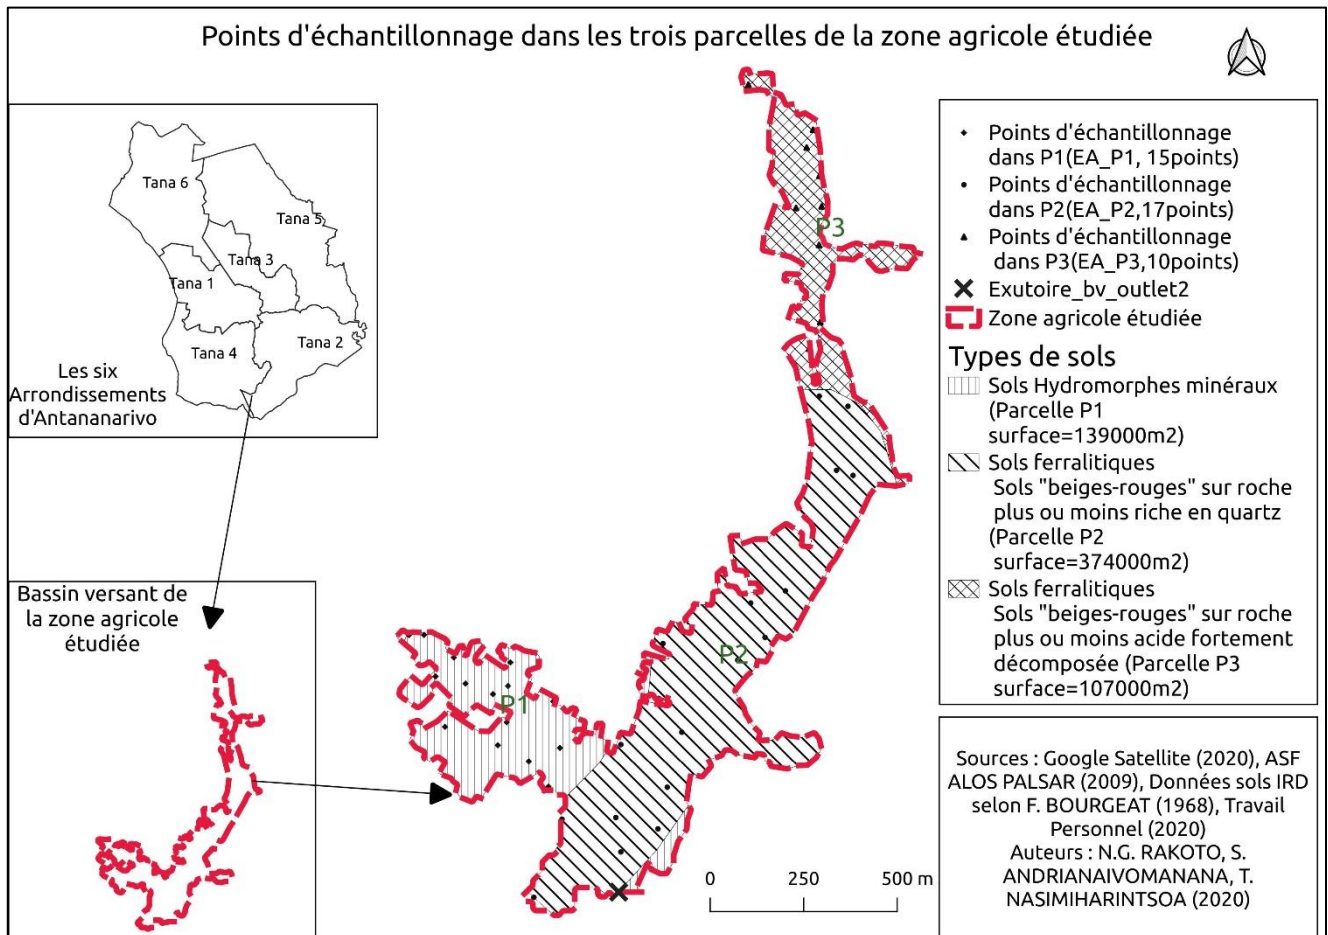 Points d'échantillonnage dans les trois parcelles de la zone agricole étudiée
Tana 6
Tana 5
Tana 3
Tana 1
Tana 4
Tana 2
Les six
Arrondissements
d'Antananarivo
Bassin versant de
la zone agricole
étudiée
P3
P2
P1
0 250 500 m
Points d'échantillonnage
dans P1(EA_P1, 15points)
Points d'échantillonnage
dans P2(EA_P2,17points)
Points d'échantillonnage
dans P3(EA_P3,10points)
Exutoire_bv_outlet2
Zone agricole étudiée
Types de sols
Sols Hydromorphes minéraux
(Parcelle P1
surface=139000m2)
Sols ferralitiques
Sols "beiges-rouges" sur roche
plus ou moins riche en quartz
(Parcelle P2
surface=374000m2)
Sols ferralitiques
Sols "beiges-rouges" sur roche
plus ou moins acide fortement
décomposée (Parcelle P3
surface=107000m2)
Sources : Google Satellite (2020), ASF
ALOS PALSAR (2009), Données sols IRD
selon F. BOURGEAT (1968), Travail
Personnel (2020)
Auteurs : N.G. RAKOTO, S.
ANDRIANAIVOMANANA, T.
NASIMIHARINTSOA (2020)